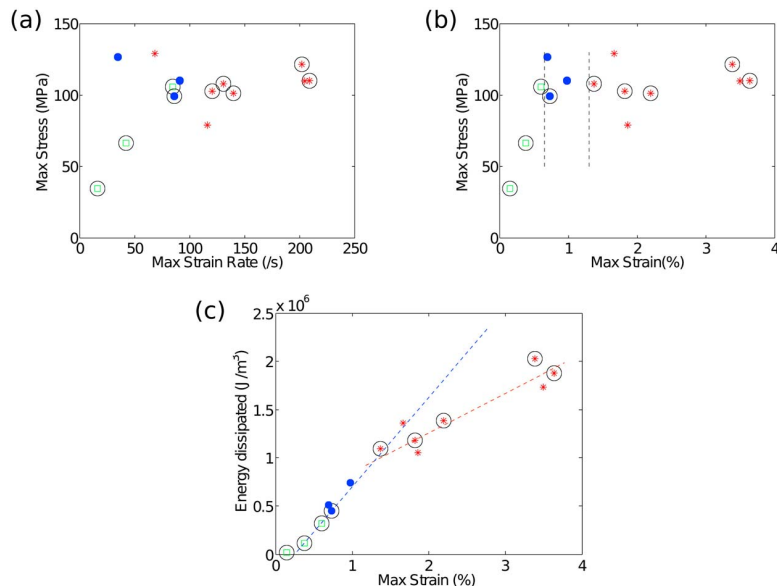 (a)
150
100
50
0
Max Stress (MPa)
0 50 100 150 200 250
Max Strain Rate (/s)
(b)
150
100
50
0
Max Stress (MPa)
0 1 2 3 4
Max Strain(%)
(c)
x 10⁶
2.5
2
1.5
1
0.5
0
Energy dissipated (J /m³)
0 1 2 3 4
Max Strain (%)